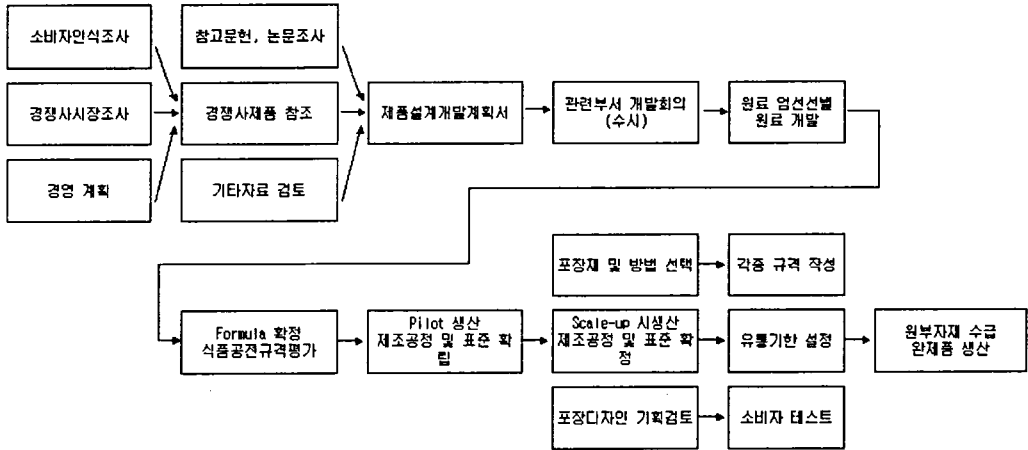 소비자인식조사
참고문헌, 논문조사
경쟁사시장조사
경쟁사제품 참조
제품설계개발계획서
관련부서 개발회의
(수시)
원료 엄선선별
원료 개발
경영 계획
기타자료 검토
포장재 및 방법 선택
각종 규격 작성
Formula 확정
식품공전규격평가
Pilot 생산
제조공정 및 표준 확
립
Scale-up 시생산
제조공정 및 표준 확
정
유통기한 설정
원부자재 수급
완제품 생산
포장디자인 기획검토
소비자 테스트